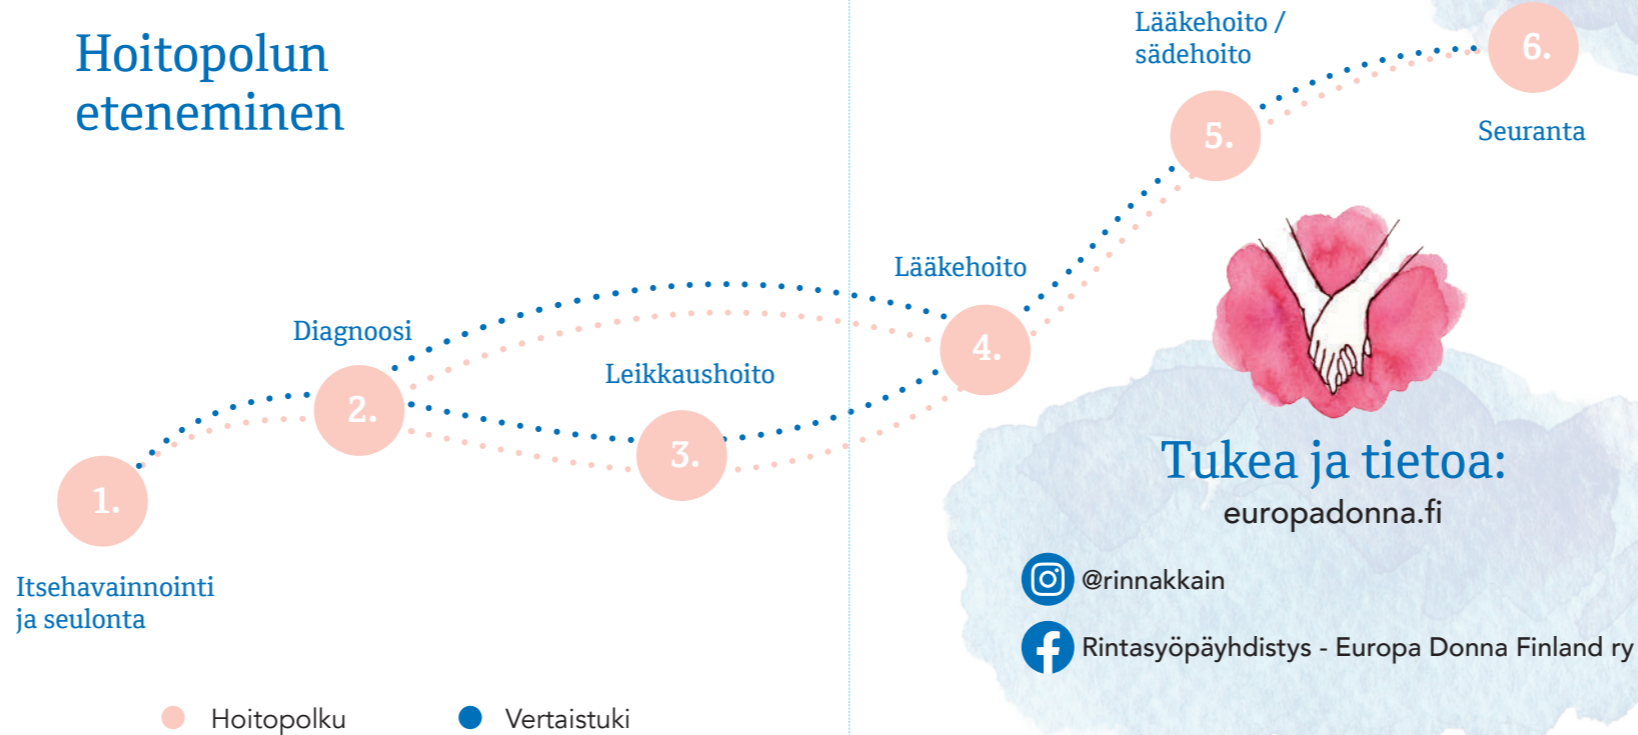 Hoitopolun
eteneminen
1.
Itsehavainnointi
ja seulonta
Diagnoosi
2.
Leikkaushoito
3.
Lääkehoito
4.
Lääkehoito /
sädehoito
5.
6.
Seuranta
Hoitopolku
Vertaistuki
Tukea ja tietoa:
europadonna.fi
@rinnakkain
Rintasyöpäyhdistys - Europa Donna Finland ry